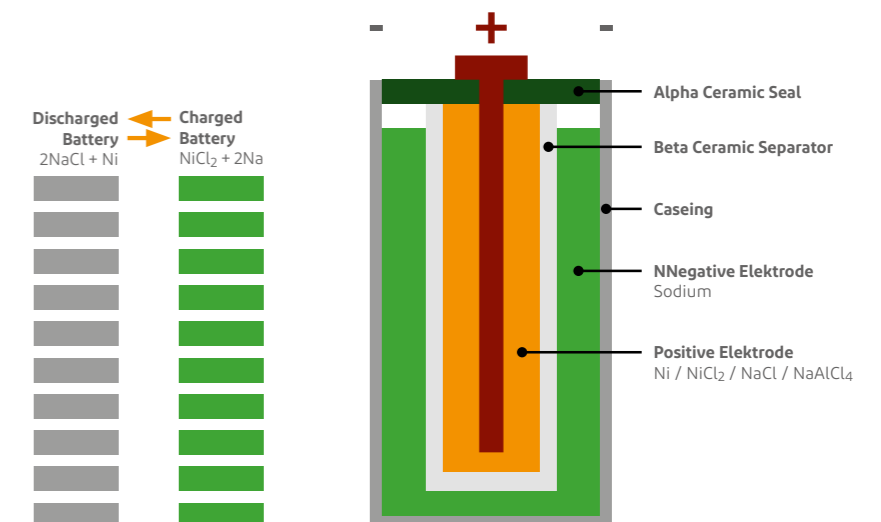 - + -
Discharged Charged
Battery Battery
2NaCl + Ni NiCl₂ + 2Na
Alpha Ceramic Seal
Beta Ceramic Separator
Caseing
NNegative Elektrode
Sodium
Positive Elektrode
Ni / NiCl₂ / NaCl / NaAlCl₄